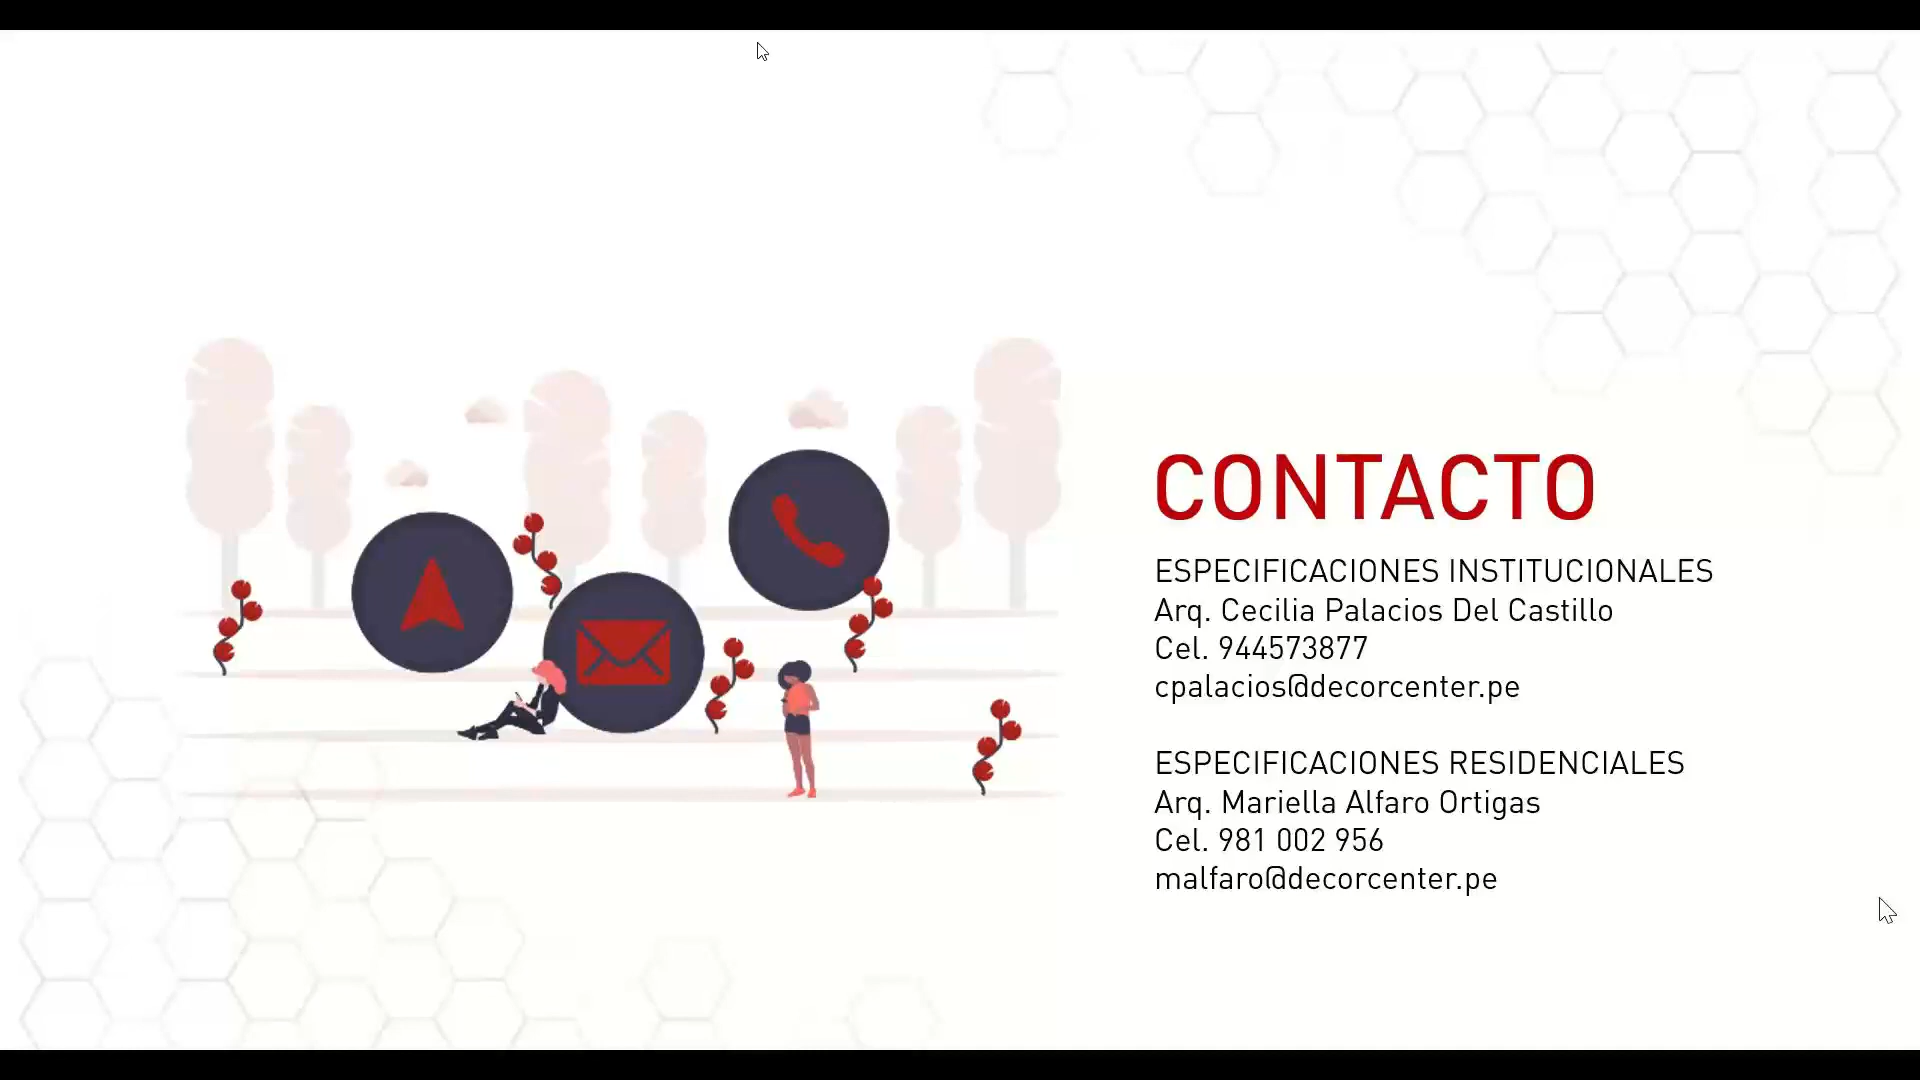 CONTACTO
ESPECIFICACIONES INSTITUCIONALES
Arq. Cecilia Palacios Del Castillo
Cel. 944573877
cpalacios@decorcenter.pe
ESPECIFICACIONES RESIDENCIALES
Arq. Mariella Alfaro Ortigas
Cel. 981 002 956
malfaro@decorcenter.pe